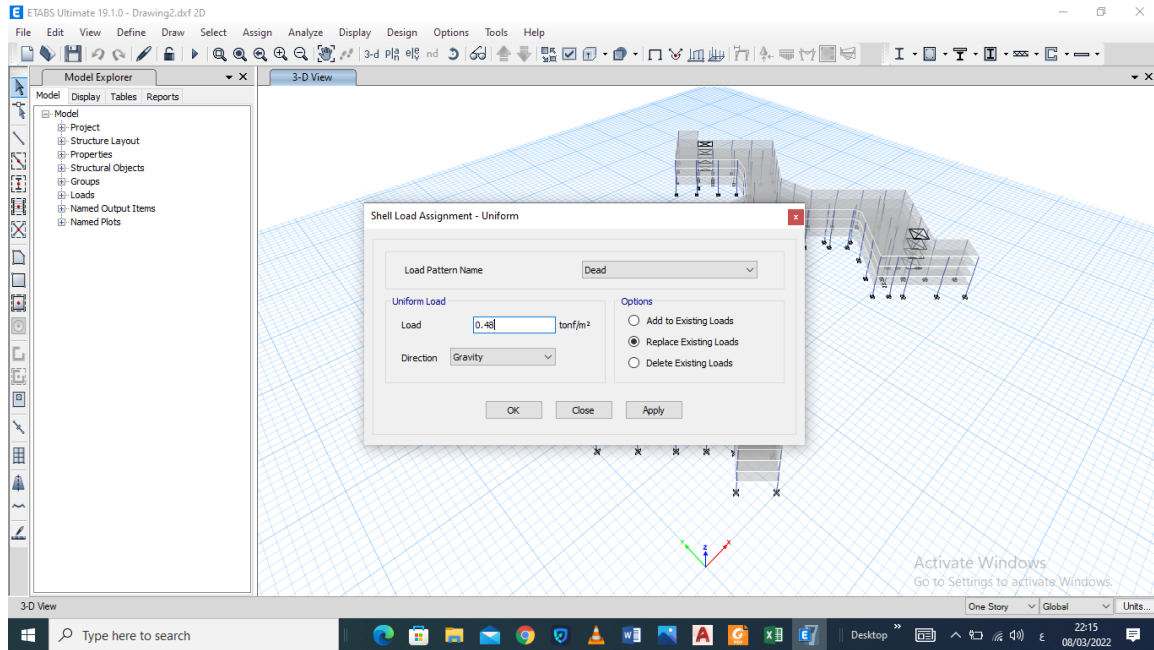 ETABS Ultimate 19.1.0 - Drawing2.dxf 2D
File Edit View Define Draw Select Assign Analyze Display Design Options Tools Help
3-d Plả nd
Model Explorer
3-D View
Model Display Tables Reports
Model
Project
Structure Layout
Properties
Structural Objects
Groups
Loads
Named Output Items
Named Plots
Shell Load Assignment - Uniform
Load Pattern Name Dead
Uniform Load
Load 0.48 tonf/m²
Direction Gravity
Options
Add to Existing Loads
Replace Existing Loads
Delete Existing Loads
OK Close Apply
Y Z X
Activate Windows
Go to Settings to activate Windows.
3-D View One Story Global Units...
Type here to search Desktop » ع 22:15
08/03/2022